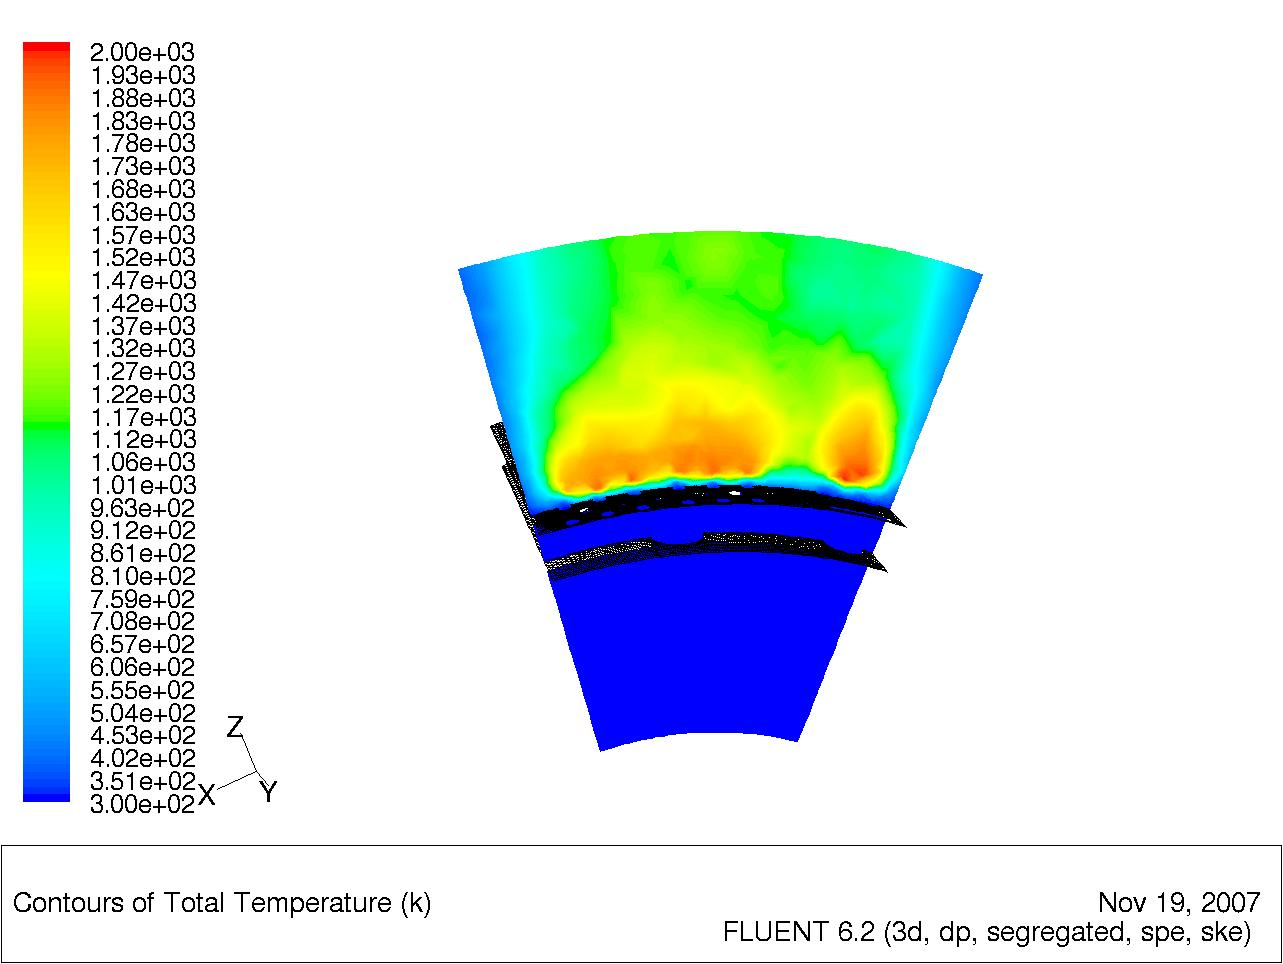 2.00e+03
1.93e+03
1.88e+03
1.83e+03
1.78e+03
1.73e+03
1.68e+03
1.63e+03
1.57e+03
1.52e+03
1.47e+03
1.42e+03
1.37e+03
1.32e+03
1.27e+03
1.22e+03
1.17e+03
1.12e+03
1.06e+03
1.01e+03
9.63e+02
9.12e+02
8.61e+02
8.10e+02
7.59e+02
7.08e+02
6.57e+02
6.06e+02
5.55e+02
5.04e+02
4.53e+02
4.02e+02
3.51e+02
3.00e+02
Z
X
Y
Contours of Total Temperature (k)
Nov 19, 2007
FLUENT 6.2 (3d, dp, segregated, spe, ske)